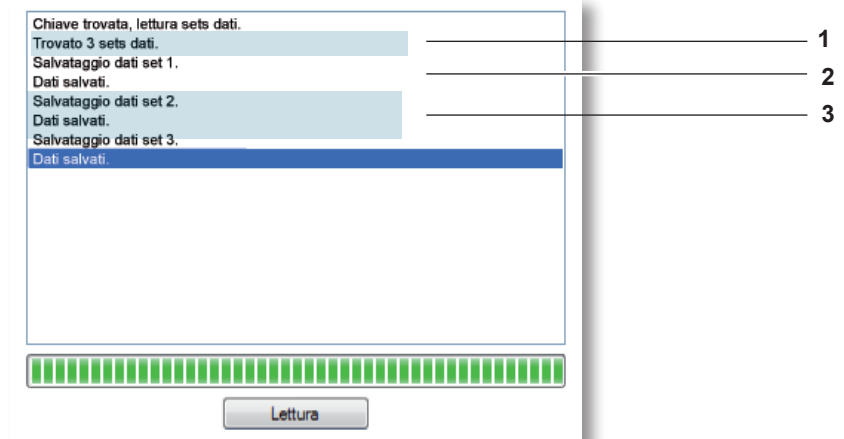 Chiave trovata, lettura sets dati.
Trovato 3 sets dati.
Salvataggio dati set 1.
Dati salvati.
Salvataggio dati set 2.
Dati salvati.
Salvataggio dati set 3.
Dati salvati.
Lettura
1
2
3